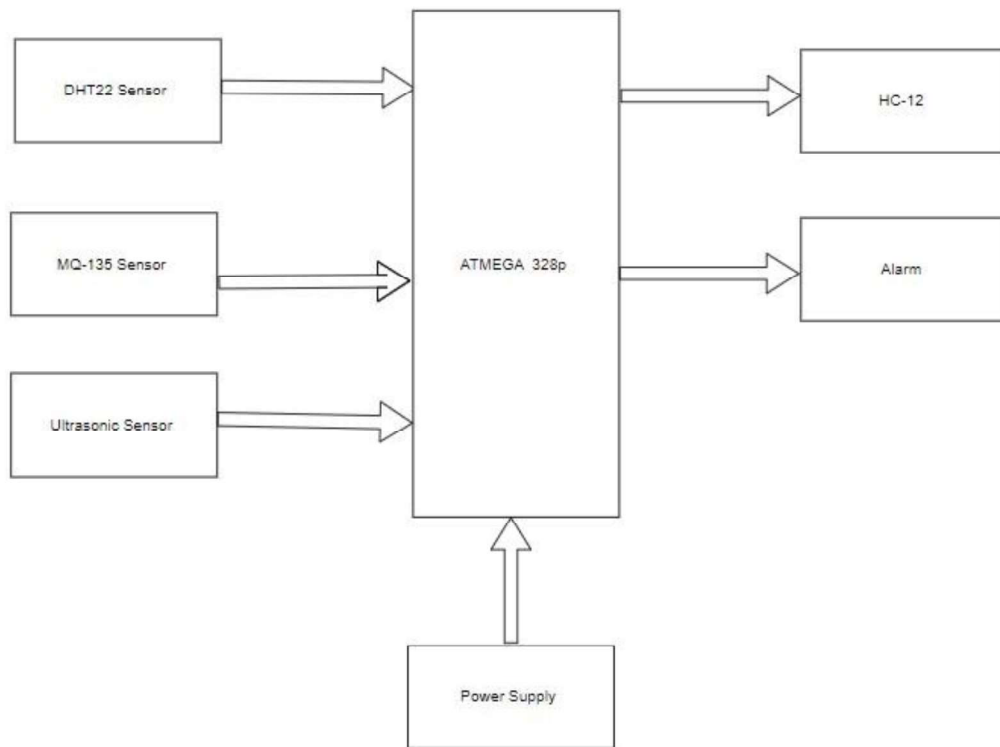 DHT22 Sensor
HC-12
MQ-135 Sensor
ATMEGA 328p
Alarm
Ultrasonic Sensor
Power Supply